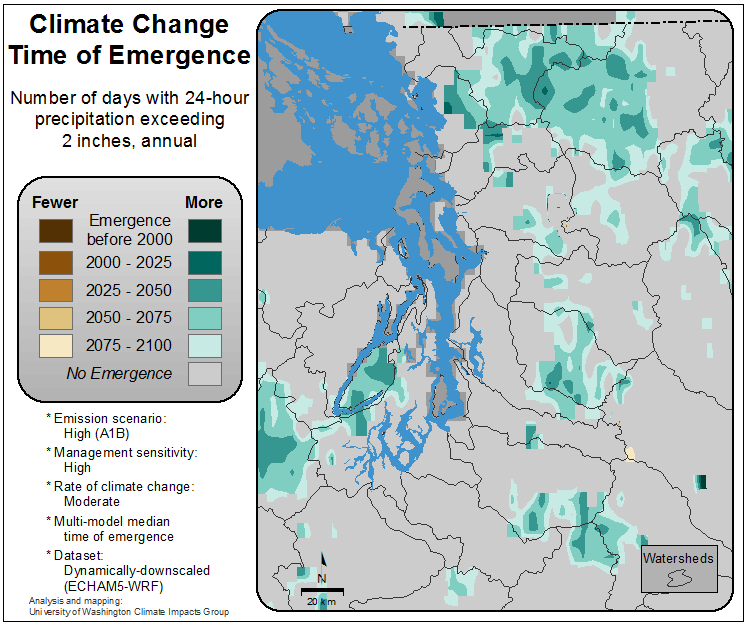 Climate Change
Time of Emergence
Number of days with 24-hour
precipitation exceeding
2 inches, annual
Fewer More
Emergence
before 2000
2000 - 2025
2025 - 2050
2050 - 2075
2075 - 2100
No Emergence
* Emission scenario:
High (A1B)
* Management sensitivity:
High
* Rate of climate change:
Moderate
* Multi-model median
time of emergence
* Dataset:
Dynamically-downscaled
(ECHAM5-WRF)
Analysis and mapping:
University of Washington Climate Impacts Group
N
20 km
Watersheds